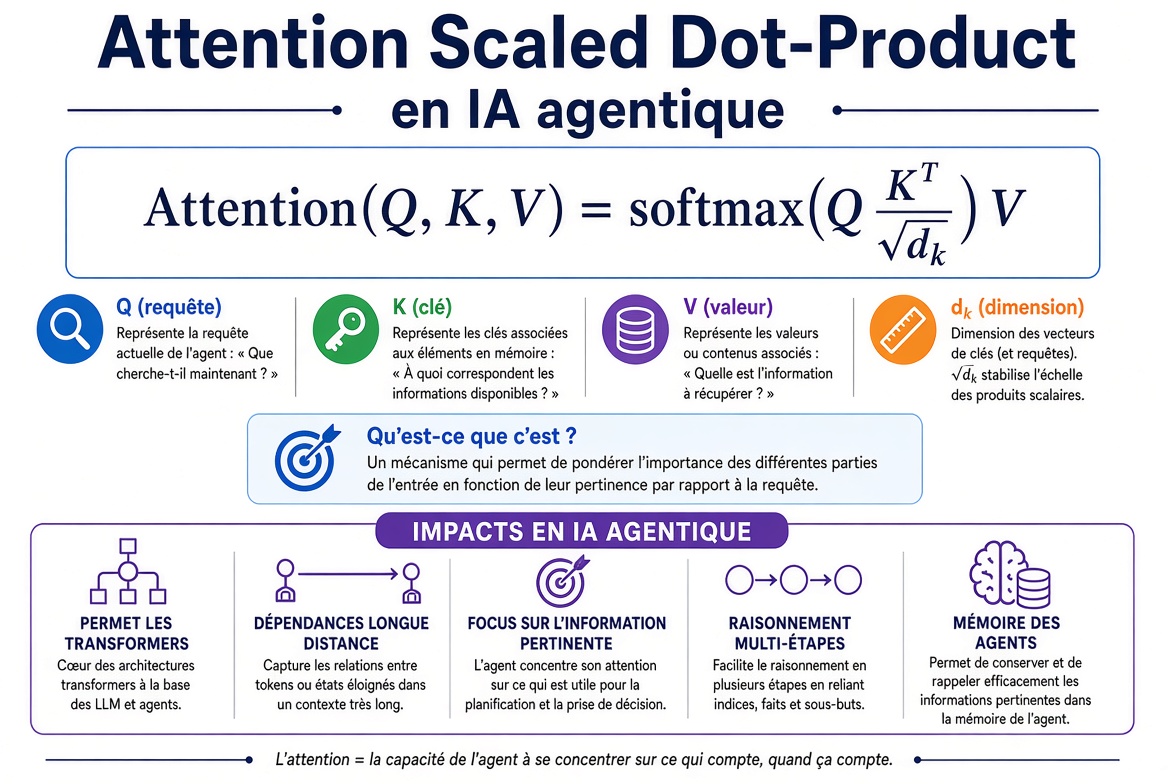 Attention Scaled Dot-Product
en IA agentique
Attention(Q, K, V) = softmax(Q K^T / √d_k) V
Q (requête)
Représente la requête
actuelle de l'agent : « Que
cherche-t-il maintenant ? »
K (clé)
Représente les clés associées
aux éléments en mémoire :
« À quoi correspondent les
informations disponibles ? »
V (valeur)
Représente les valeurs
ou contenus associés :
« Quelle est l'information
à récupérer ? »
d_k (dimension)
Dimension des vecteurs
de clés (et requêtes).
√d_k stabilise l'échelle
des produits scalaires.
Qu'est-ce que c'est ?
Un mécanisme qui permet de pondérer l'importance des différentes parties
de l'entrée en fonction de leur pertinence par rapport à la requête.
IMPACTS EN IA AGENTIQUE
PERMET LES
TRANSFORMERS
Cœur des architectures
transformers à la base
des LLM et agents.
DÉPENDANCES LONGUE
DISTANCE
Capture les relations entre
tokens ou états éloignés dans
un contexte très long.
FOCUS SUR L'INFORMATION
PERTINENTE
L'agent concentre son attention
sur ce qui est utile pour la
planification et la prise de décision.
RAISONNEMENT
MULTI-ÉTAPES
Facilite le raisonnement en
plusieurs étapes en reliant
indices, faits et sous-buts.
MÉMOIRE DES
AGENTS
Permet de conserver et de
rappeler efficacement les
informations pertinentes dans
la mémoire de l'agent.
L'attention = la capacité de l'agent à se concentrer sur ce qui compte, quand ça compte.